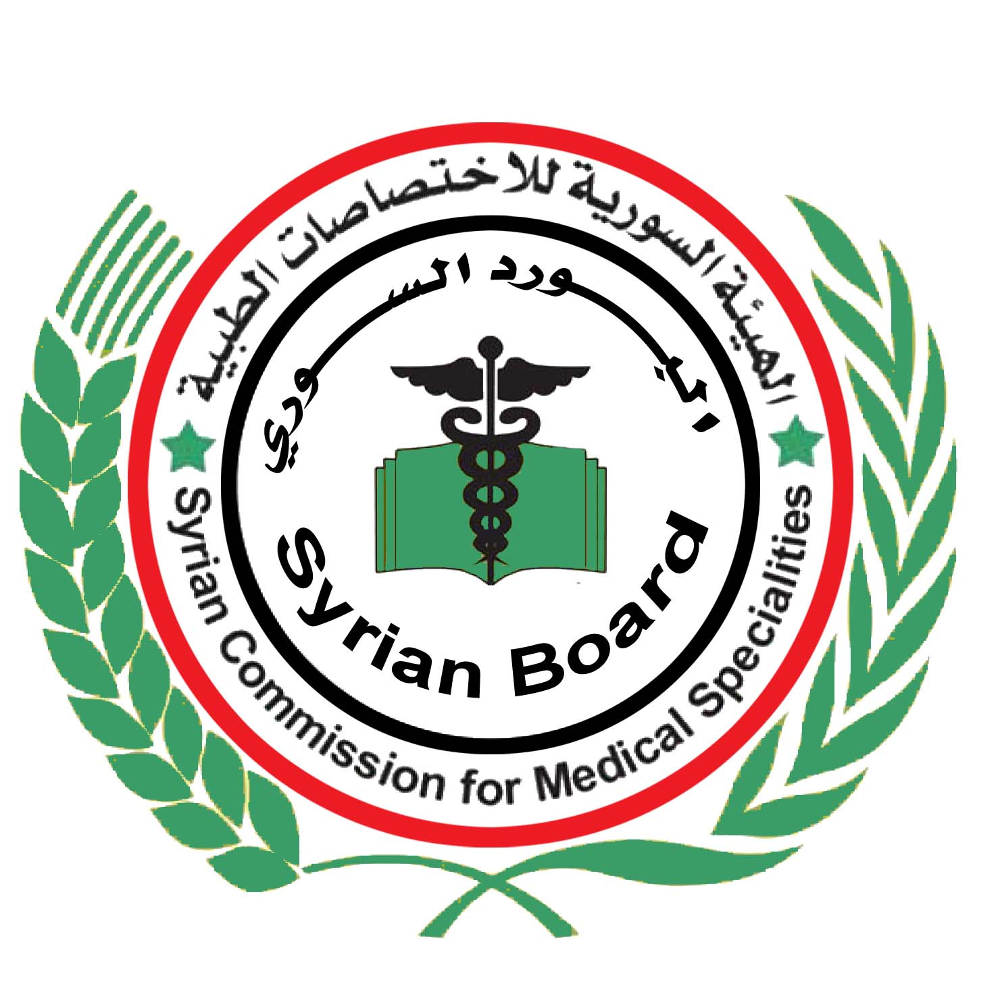 الهيئة السورية للاختصاصات الطبية
البورد السوري
Syrian Board
Syrian Commission for Medical Specialities